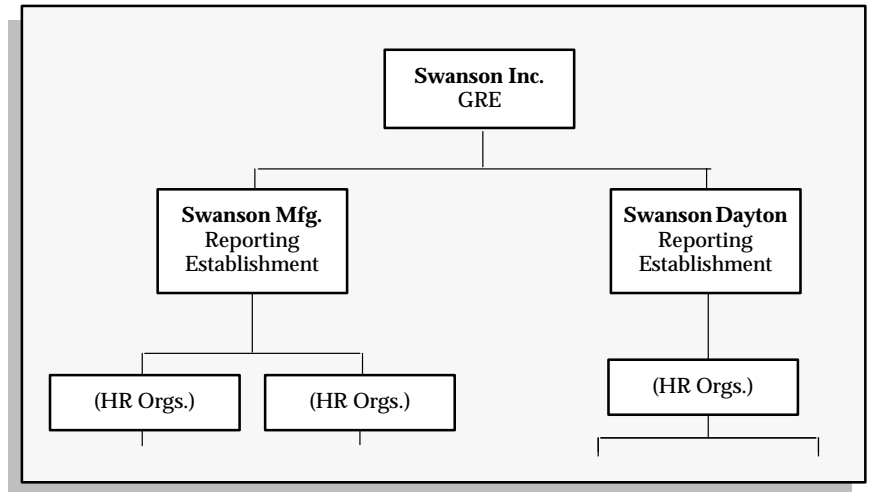 Swanson Inc.
GRE
Swanson Mfg.
Reporting
Establishment
Swanson Dayton
Reporting
Establishment
(HR Orgs.)
(HR Orgs.)
(HR Orgs.)